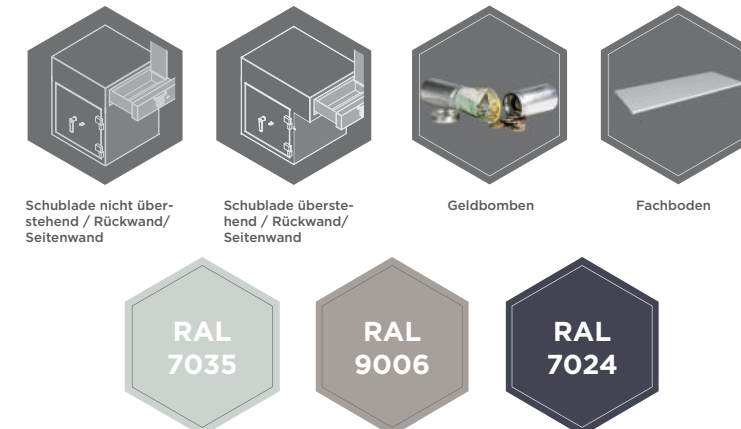 Schublade nicht über-
stehend / Rückwand/
Seitenwand
Schublade überste-
hend / Rückwand/
Seitenwand
Geldbomben
Fachboden
RAL
7035
RAL
9006
RAL
7024